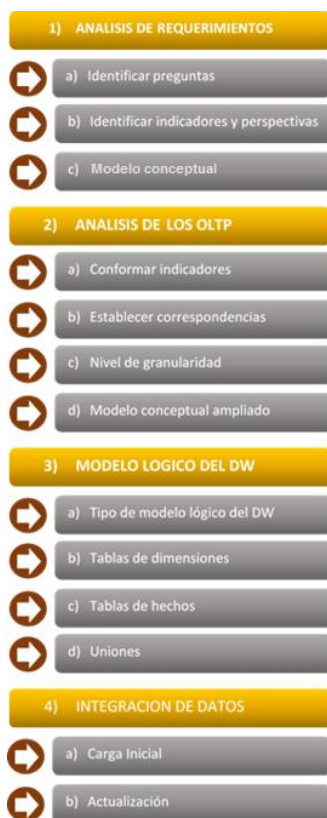 1) ANALISIS DE REQUERIMIENTOS
a) Identificar preguntas
b) Identificar indicadores y perspectivas
c) Modelo conceptual
2) ANALISIS DE LOS OLTP
a) Conformar indicadores
b) Establecer correspondencias
c) Nivel de granularidad
d) Modelo conceptual ampliado
3) MODELO LOGICO DEL DW
a) Tipo de modelo lógico del DW
b) Tablas de dimensiones
c) Tablas de hechos
d) Uniones
4) INTEGRACION DE DATOS
a) Carga Inicial
b) Actualización